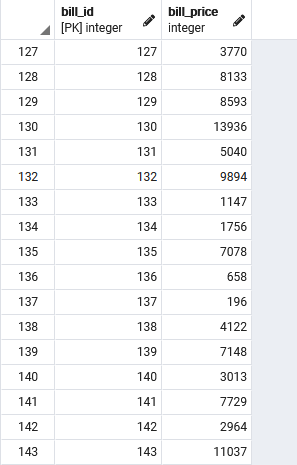 bill_id bill_price
[PK] integer integer
127 127 3770
128 128 8133
129 129 8593
130 130 13936
131 131 5040
132 132 9894
133 133 1147
134 134 1756
135 135 7078
136 136 658
137 137 196
138 138 4122
139 139 7148
140 140 3013
141 141 7729
142 142 2964
143 143 11037